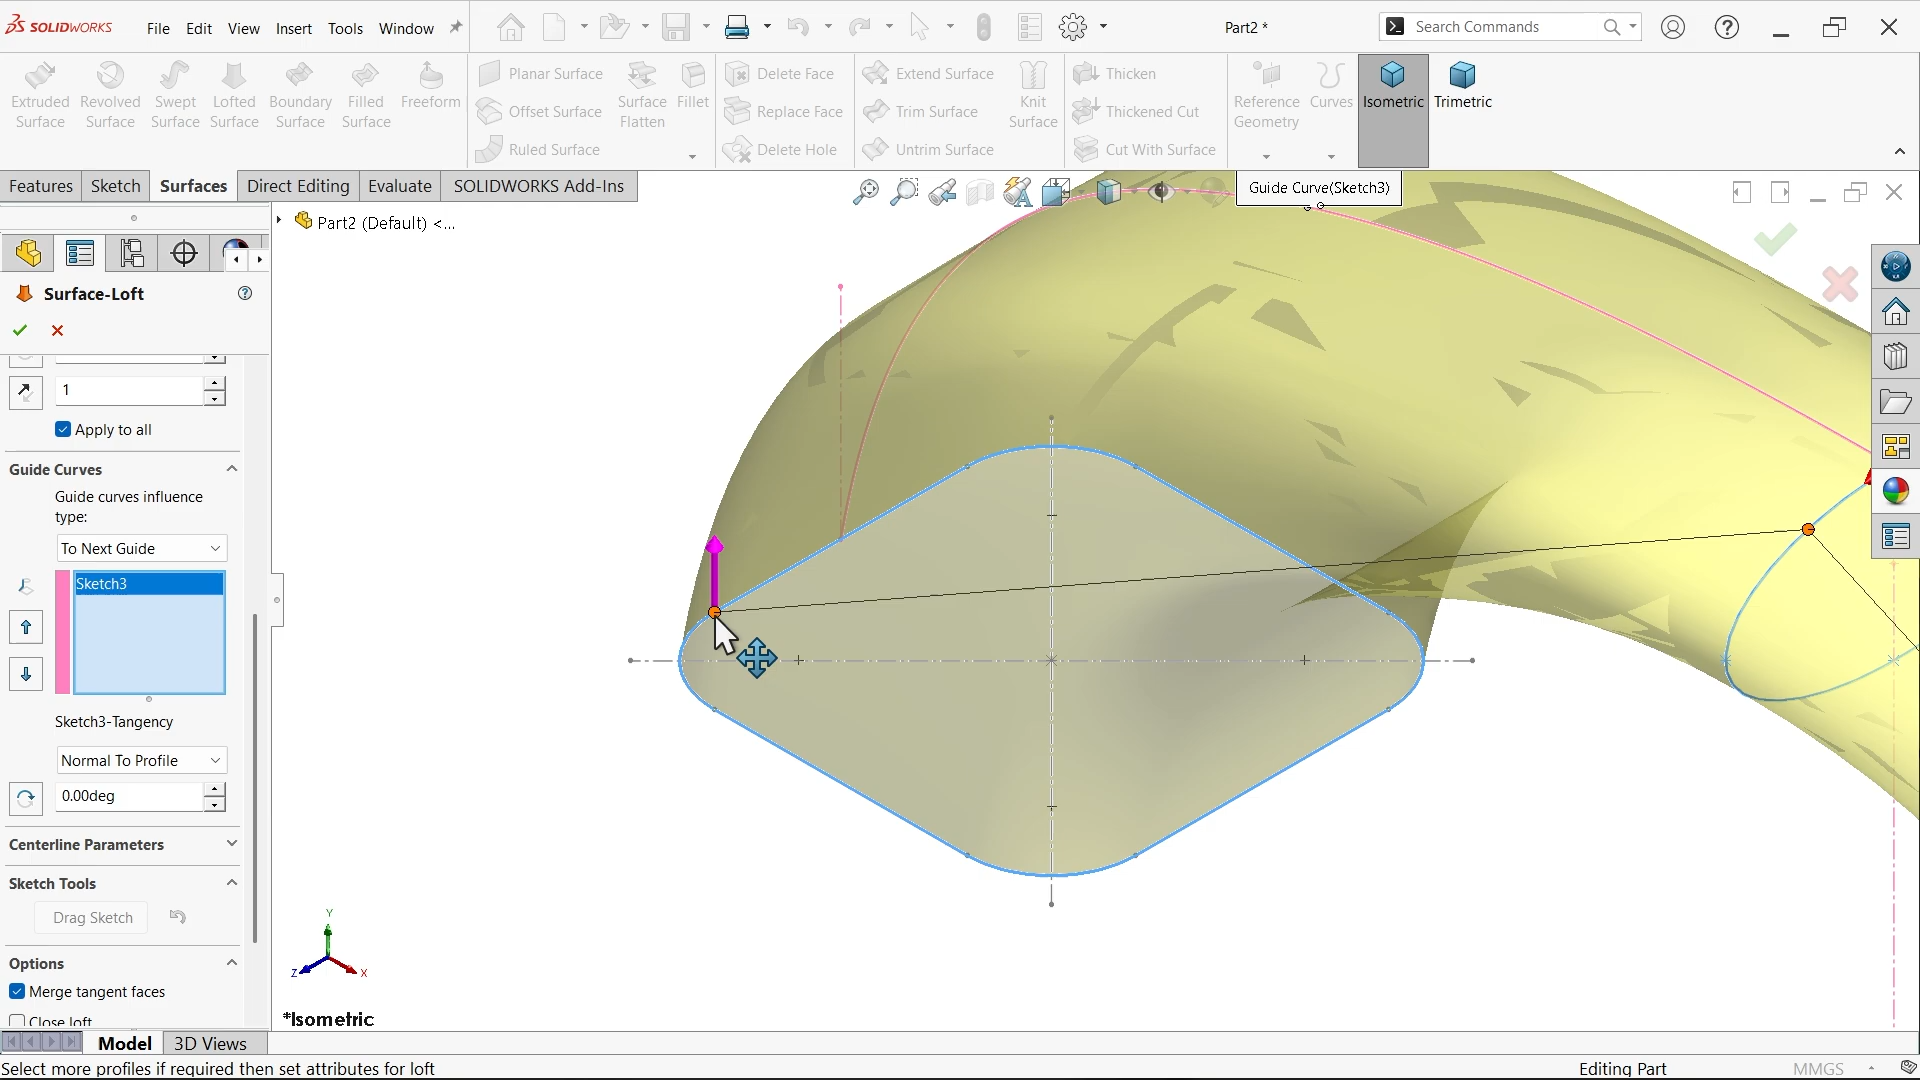 SOLIDWORKS File Edit View Insert Tools Window Part2 * Search Commands
Extruded Surface
Revolved Surface
Swept Surface
Lofted Surface
Boundary Surface
Filled Surface
Freeform
Planar Surface
Offset Surface
Ruled Surface
Surface Flatten
Fillet
Delete Face
Replace Face
Delete Hole
Extend Surface
Trim Surface
Untrim Surface
Knit Surface
Thicken
Thickened Cut
Cut With Surface
Reference Geometry
Curves
Isometric
Trimetric
Features Sketch Surfaces Direct Editing Evaluate SOLIDWORKS Add-Ins
Guide Curve(Sketch3)
Part2 (Default) <...
Surface-Loft
1
Apply to all
Guide Curves
Guide curves influence
type:
To Next Guide
Sketch3
Sketch3-Tangency
Normal To Profile
0.00deg
Centerline Parameters
Sketch Tools
Drag Sketch
Options
Merge tangent faces
Close loft
Y
Z X
*Isometric
Model 3D Views
Select more profiles if required then set attributes for loft Editing Part MMGS